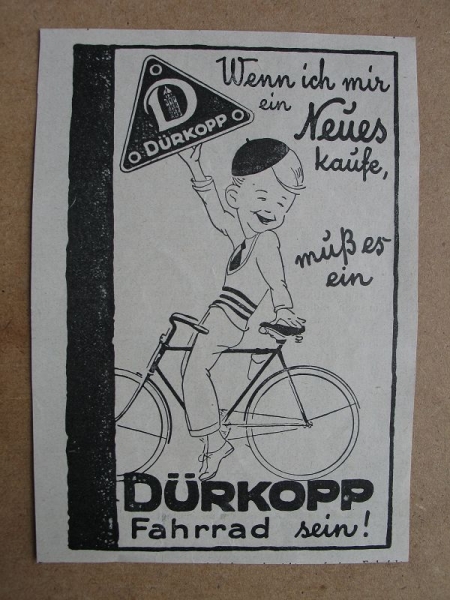 D
DÜRKOPP
Wenn ich mir
ein
Neues
kaufe,
muß es
ein
DÜRKOPP
Fahrrad sein!